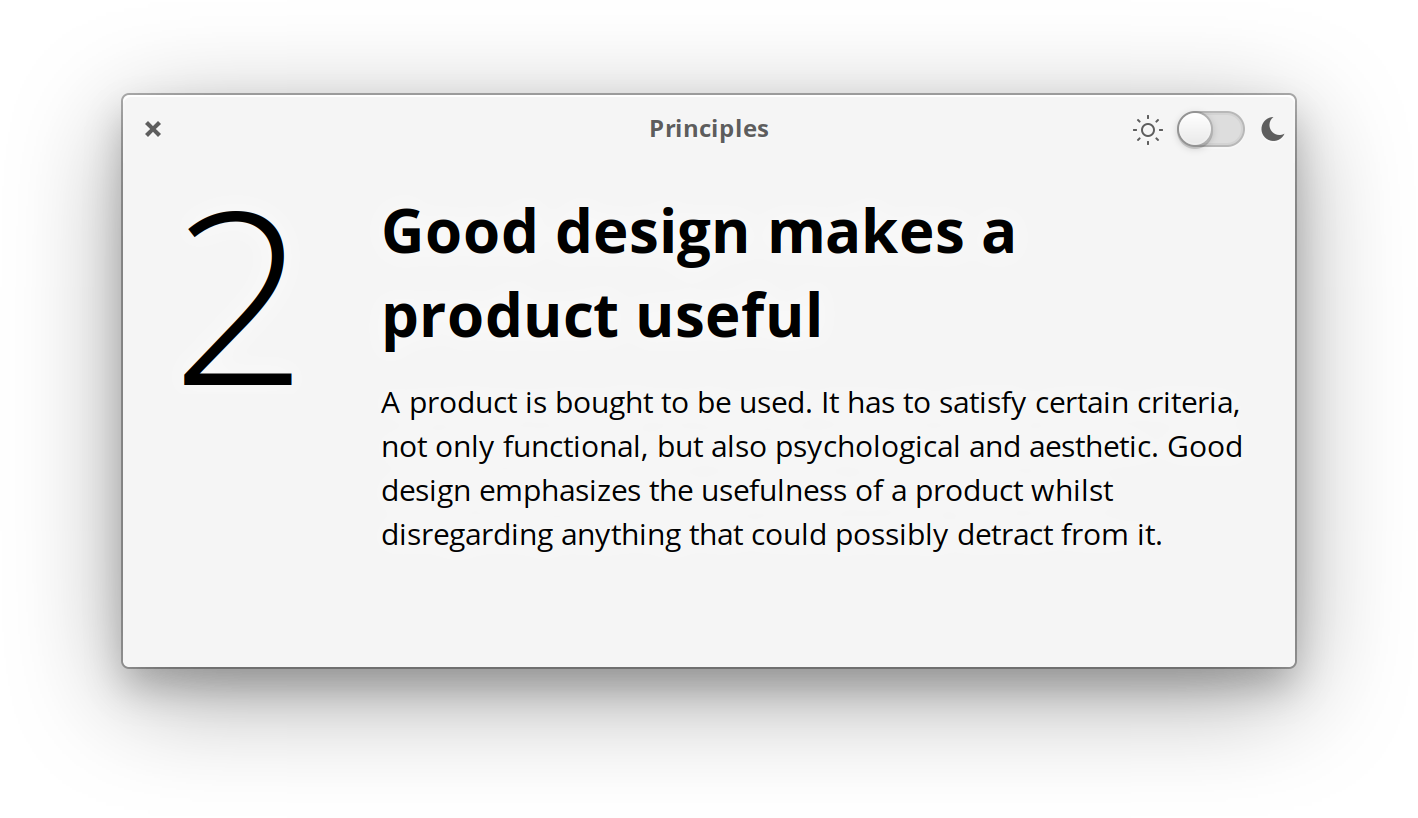 Principles
2
Good design makes a
product useful
A product is bought to be used. It has to satisfy certain criteria,
not only functional, but also psychological and aesthetic. Good
design emphasizes the usefulness of a product whilst
disregarding anything that could possibly detract from it.